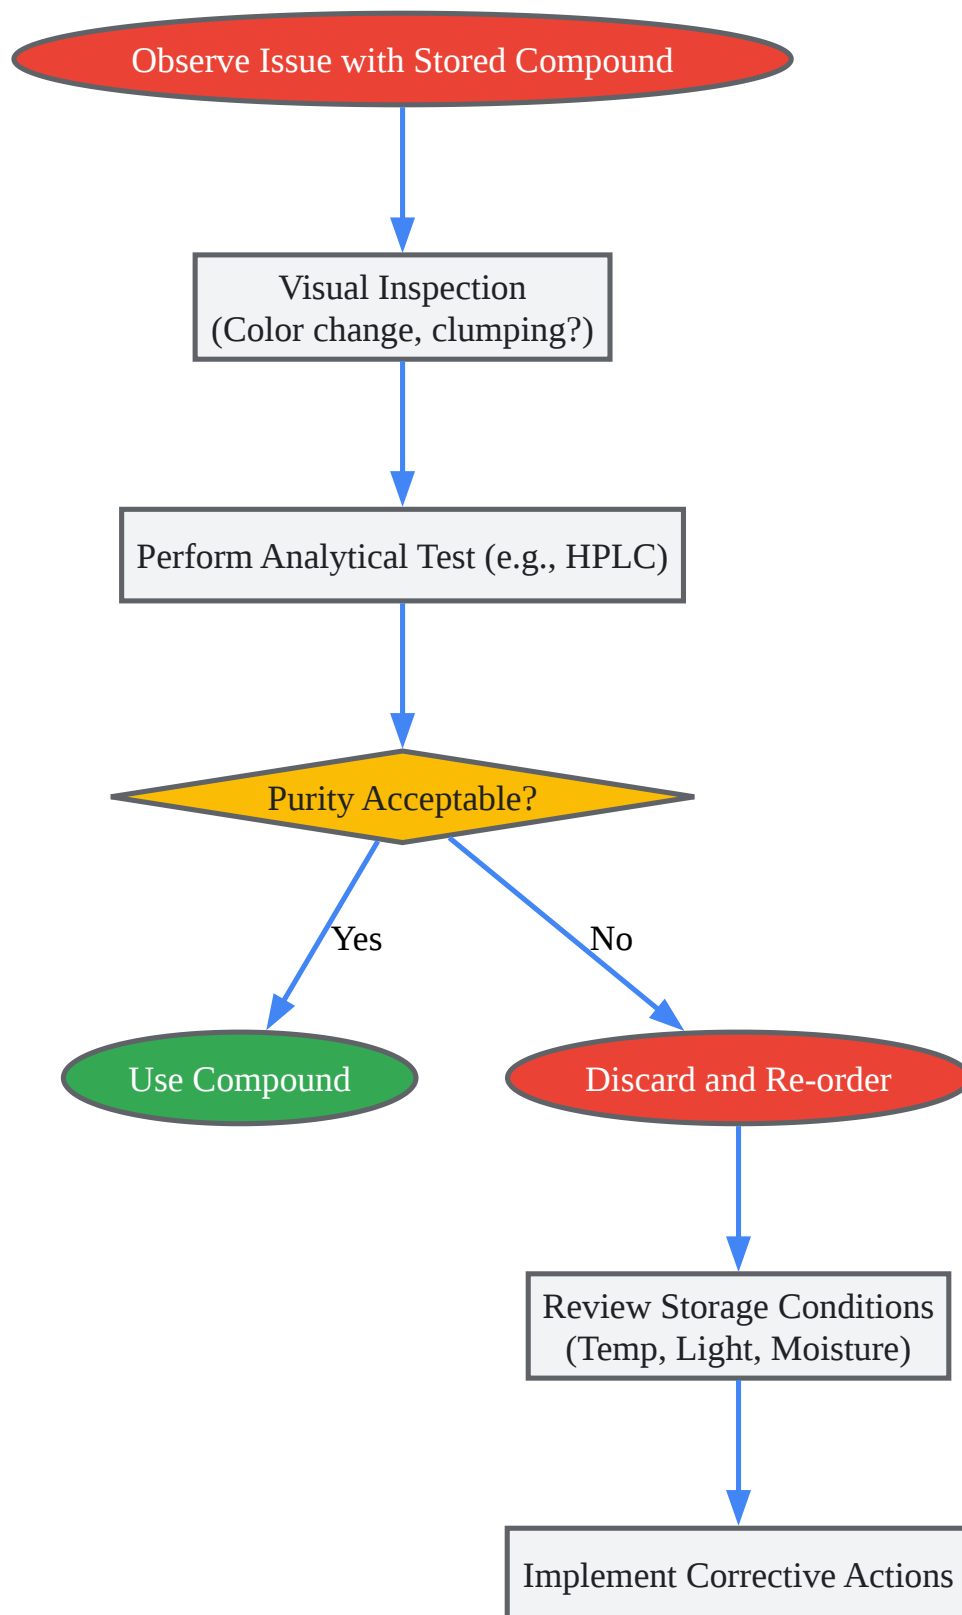 Observe Issue with Stored Compound
Visual Inspection
(Color change, clumping?)
Perform Analytical Test (e.g., HPLC)
Purity Acceptable?
Yes
No
Use Compound
Discard and Re-order
Review Storage Conditions
(Temp, Light, Moisture)
Implement Corrective Actions